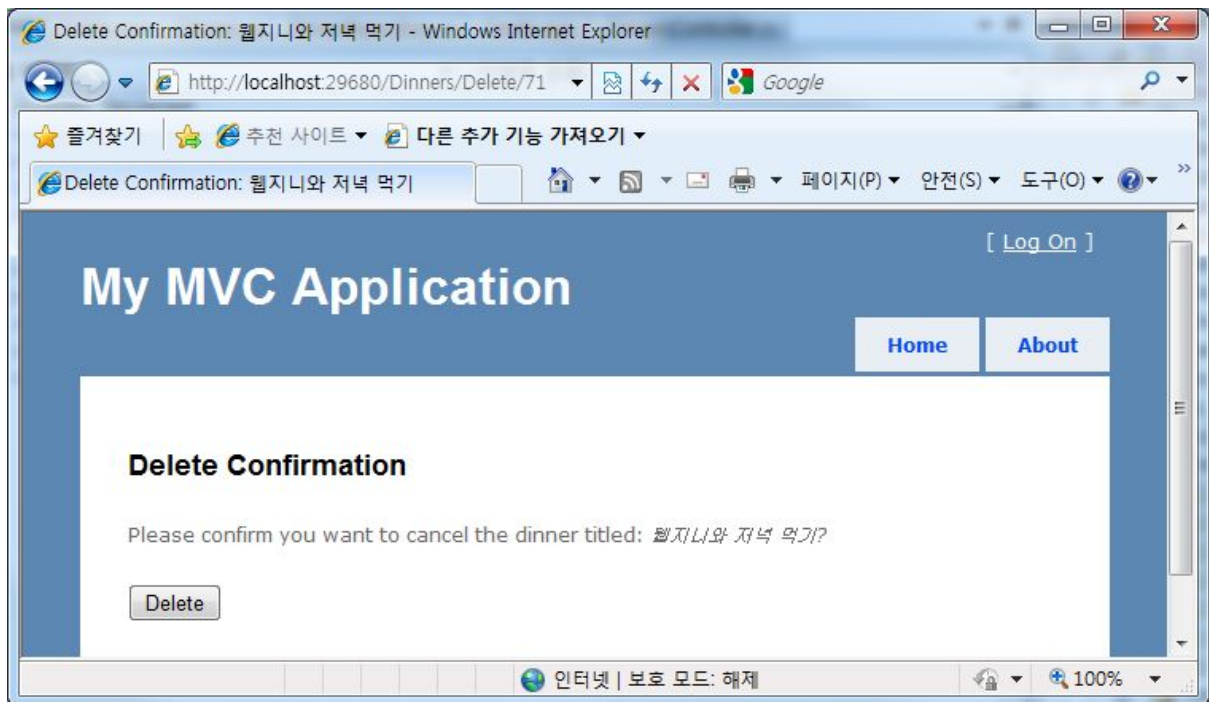 Delete Confirmation: 웹지니와 저녁 먹기 - Windows Internet Explorer
http://localhost:29680/Dinners/Delete/71 Google
즐겨찾기 추천 사이트 다른 추가 기능 가져오기
Delete Confirmation: 웹지니와 저녁 먹기 페이지(P) 안전(S) 도구(O) »
[ Log On ]
My MVC Application
Home About
Delete Confirmation
Please confirm you want to cancel the dinner titled: 웹지니와 저녁 먹기?
Delete
인터넷 | 보호 모드: 해제 100%